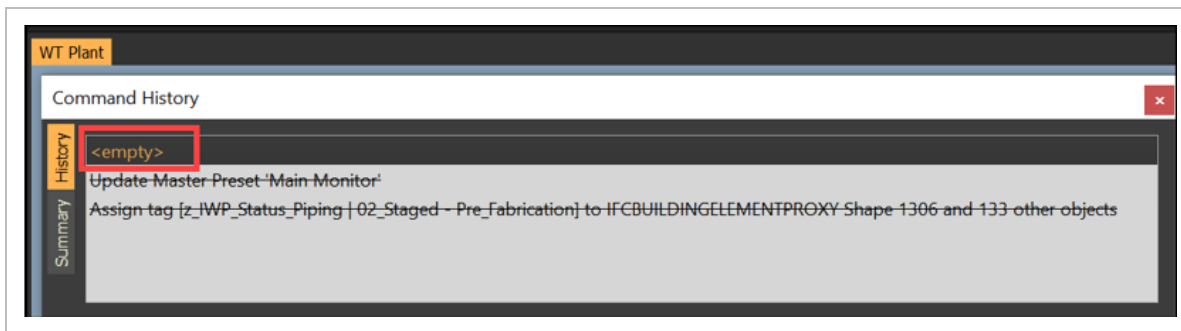 WT Plant
Command History
×
History
<empty>
Update Master Preset 'Main Monitor'
Assign tag [z_IWP_Status_Piping | 02_Staged - Pre_Fabrication] to IFCBUILDINGELEMENTPROXY Shape 1306 and 133 other objects
Summary